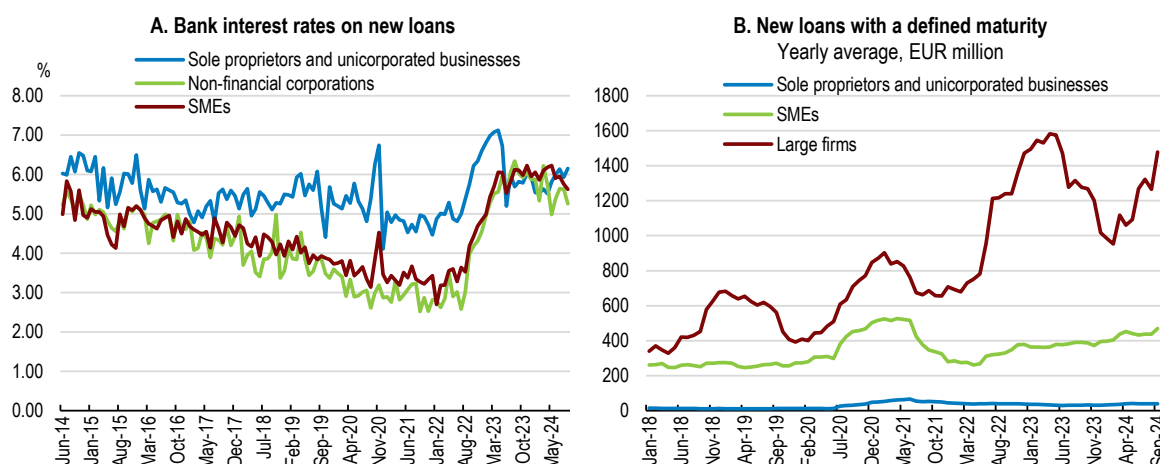 A. Bank interest rates on new loans
%
Sole proprietors and unicorporated businesses
Non-financial corporations
SMEs
8.00
7.00
6.00
5.00
4.00
3.00
2.00
1.00
0.00
Jun-14
Jan-15
Aug-15
Mar-16
Oct-16
May-17
Dec-17
Jul-18
Feb-19
Sep-19
Apr-20
Nov-20
Jun-21
Jan-22
Aug-22
Mar-23
Oct-23
May-24
B. New loans with a defined maturity
Yearly average, EUR million
Sole proprietors and unicorporated businesses
SMEs
Large firms
1800
1600
1400
1200
1000
800
600
400
200
0
Jan-18
Jun-18
Nov-18
Apr-19
Sep-19
Feb-20
Jul-20
Dec-20
May-21
Oct-21
Mar-22
Aug-22
Jan-23
Jun-23
Nov-23
Apr-24
Sep-24